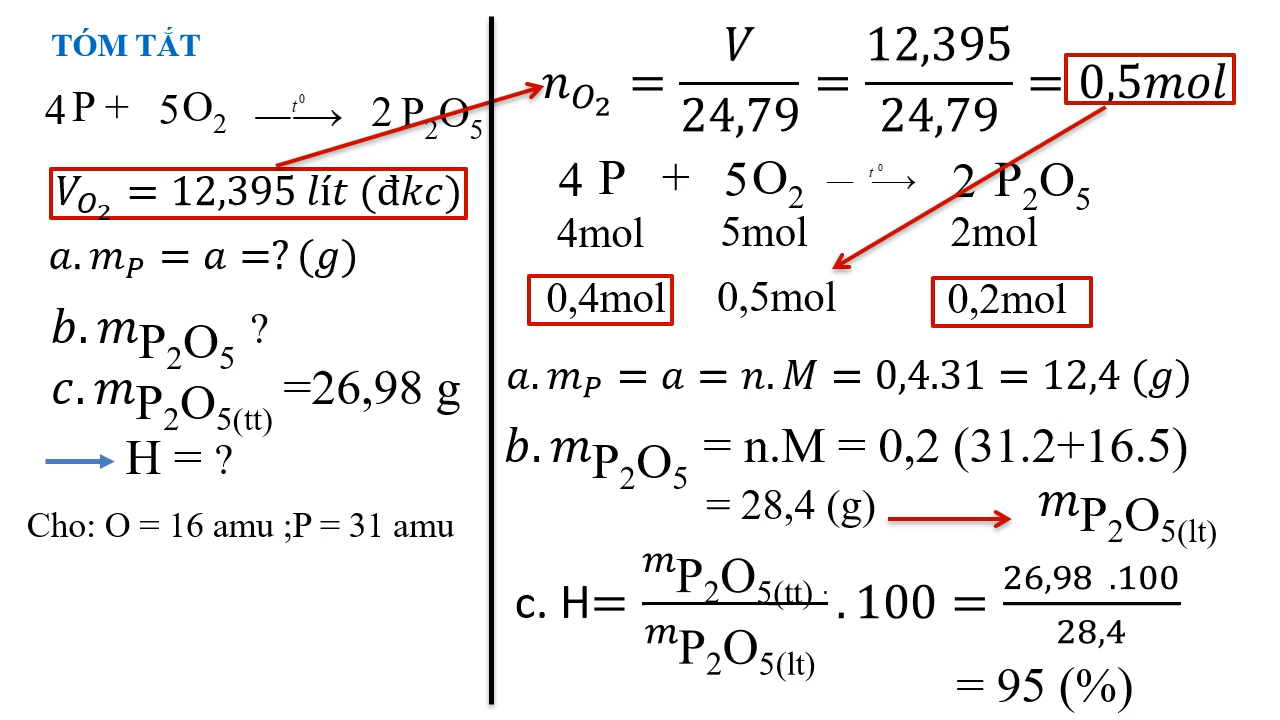 TÓM TẮT
4 P + 5O₂ —t⁰→ 2 P₂O₅
V_O₂ = 12,395 lít (đkc)
a. m_P = a =? (g)
b. m_P₂O₅ ?
c. m_P₂O₅(tt) =26,98 g
→ H = ?
Cho: O = 16 amu ;P = 31 amu
n_O₂ = V/24,79 = 12,395/24,79 = 0,5mol
4 P + 5O₂ —t⁰→ 2 P₂O₅
4mol 5mol 2mol
0,4mol 0,5mol 0,2mol
a. m_P = a = n. M = 0,4.31 = 12,4 (g)
b. m_P₂O₅ = n.M = 0,2 (31.2+16.5)
= 28,4 (g) → m_P₂O₅(lt)
c. H= m_P₂O₅(tt) . / m_P₂O₅(lt) . 100 = 26,98 .100 / 28,4
= 95 (%)